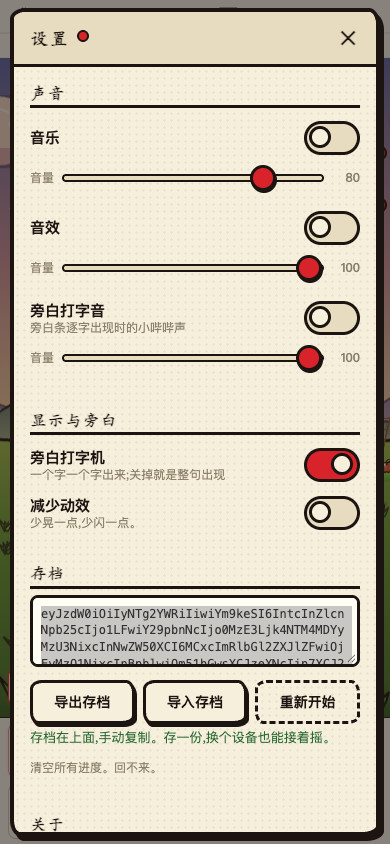 设置
声音
音乐
音量 80
音效
音量 100
旁白打字音
旁白条逐字出现时的小哔哔声
音量 100
显示与旁白
旁白打字机
一个字一个字出来;关掉就是整句出现
减少动效
少晃一点,少闪一点。
存档
eyJzdW0iOiIyNTg2YWRiIiwiYm9keSI6IntcInZlcn
Npb25cIjo1LFwiY29pbnNcIjo0MzE3Ljk4NTM4MDYy
MzU3NixcInNwZW50XCI6MCxcImRlbGl2ZXJlZFwiOj
导出存档 导入存档 重新开始
存档在上面,手动复制。存一份,换个设备也能接着摇。
清空所有进度。回不来。
关于